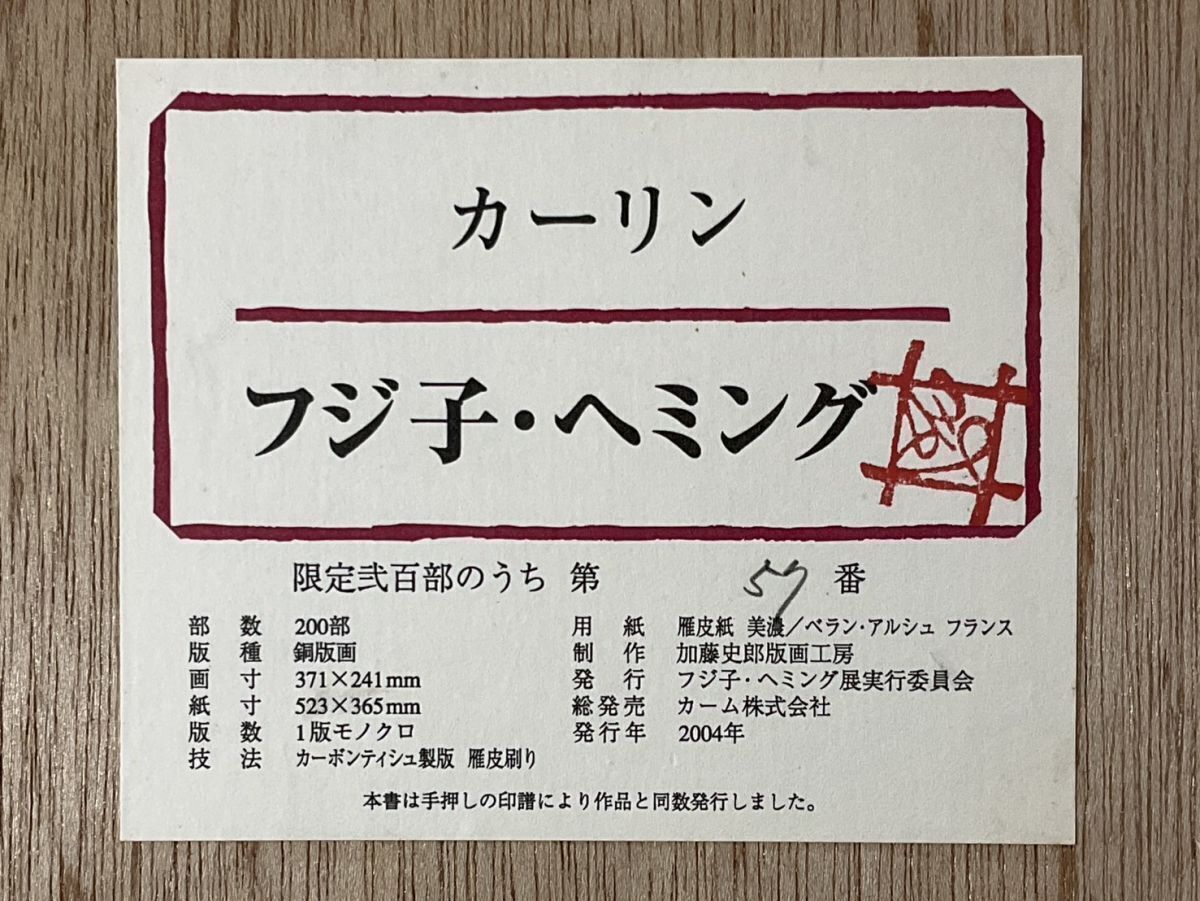 カーリン
フジ子・ヘミング
限定弐百部のうち 第 57 番
部数 200部
版種 銅版画
画寸 371×241mm
紙寸 523×365mm
版数 1版モノクロ
技法 カーボンティシュ製版 雁皮刷り
用紙 雁皮紙 美濃/ベラン・アルシュ フランス
制作 加藤史郎版画工房
発行 フジ子・ヘミング展実行委員会
総発売 カーム株式会社
発行年 2004年
本書は手押しの印譜により作品と同数発行しました。